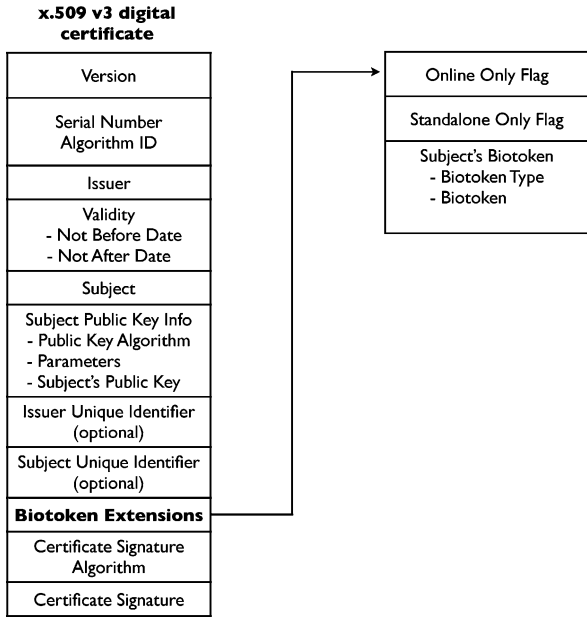 x.509 v3 digital
certificate
Version
Serial Number
Algorithm ID
Issuer
Validity
- Not Before Date
- Not After Date
Subject
Subject Public Key Info
- Public Key Algorithm
- Parameters
- Subject's Public Key
Issuer Unique Identifier
(optional)
Subject Unique Identifier
(optional)
Biotoken Extensions
Certificate Signature
Algorithm
Certificate Signature
Online Only Flag
Standalone Only Flag
Subject's Biotoken
- Biotoken Type
- Biotoken